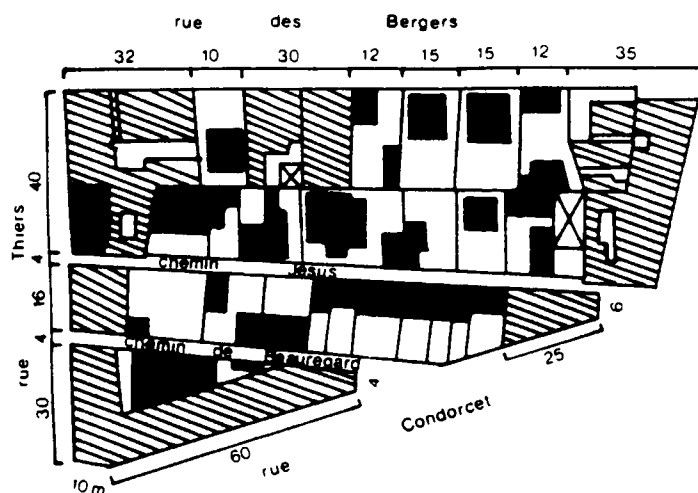 rue des Bergers
32 10 30 12 15 15 12 35
rue Thiers
40
4
16
4
30
chemin Jésus
chemin de Beauregard
6
25
4
60
10 m
rue Condorcet